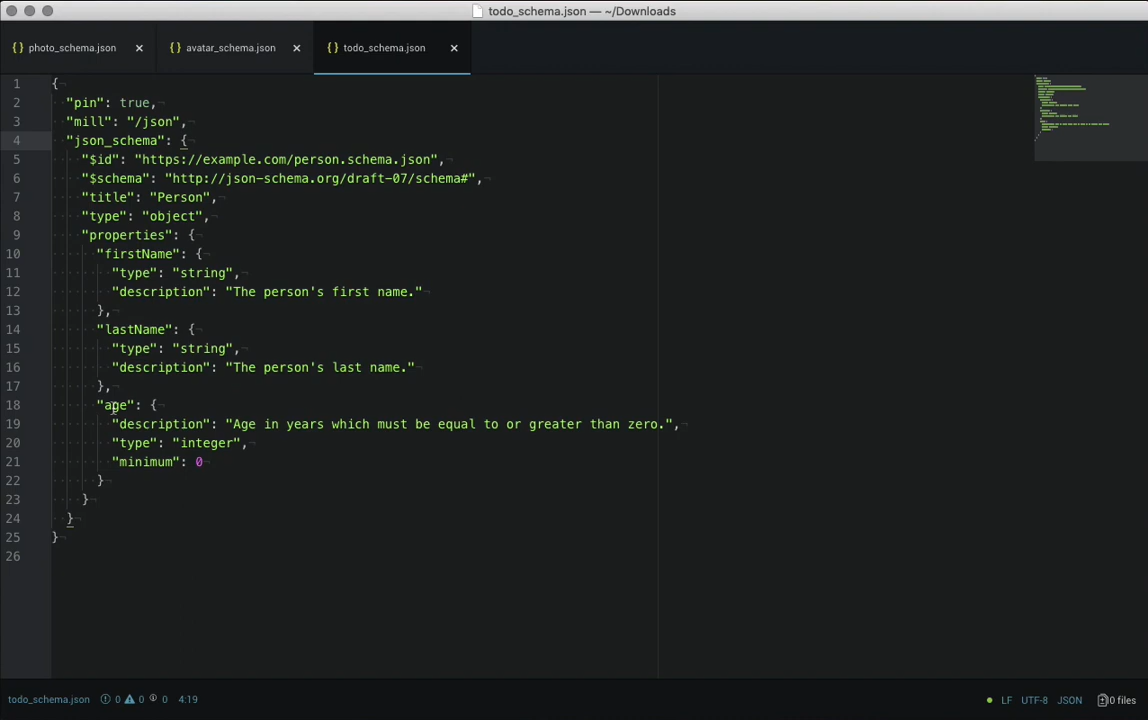 todo_schema.json — ~/Downloads
{} photo_schema.json × {} avatar_schema.json × {} todo_schema.json ×
1 {
2 "pin": true,
3 "mill": "/json",
4 "json_schema": {
5 "$id": "https://example.com/person.schema.json",
6 "$schema": "http://json-schema.org/draft-07/schema#",
7 "title": "Person",
8 "type": "object",
9 "properties": {
10 "firstName": {
11 "type": "string",
12 "description": "The person's first name."
13 },
14 "lastName": {
15 "type": "string",
16 "description": "The person's last name."
17 },
18 "age": {
19 "description": "Age in years which must be equal to or greater than zero.",
20 "type": "integer",
21 "minimum": 0
22 }
23 }
24 }
25 }
26
todo_schema.json 0 0 0 4:19 LF UTF-8 JSON 0 files